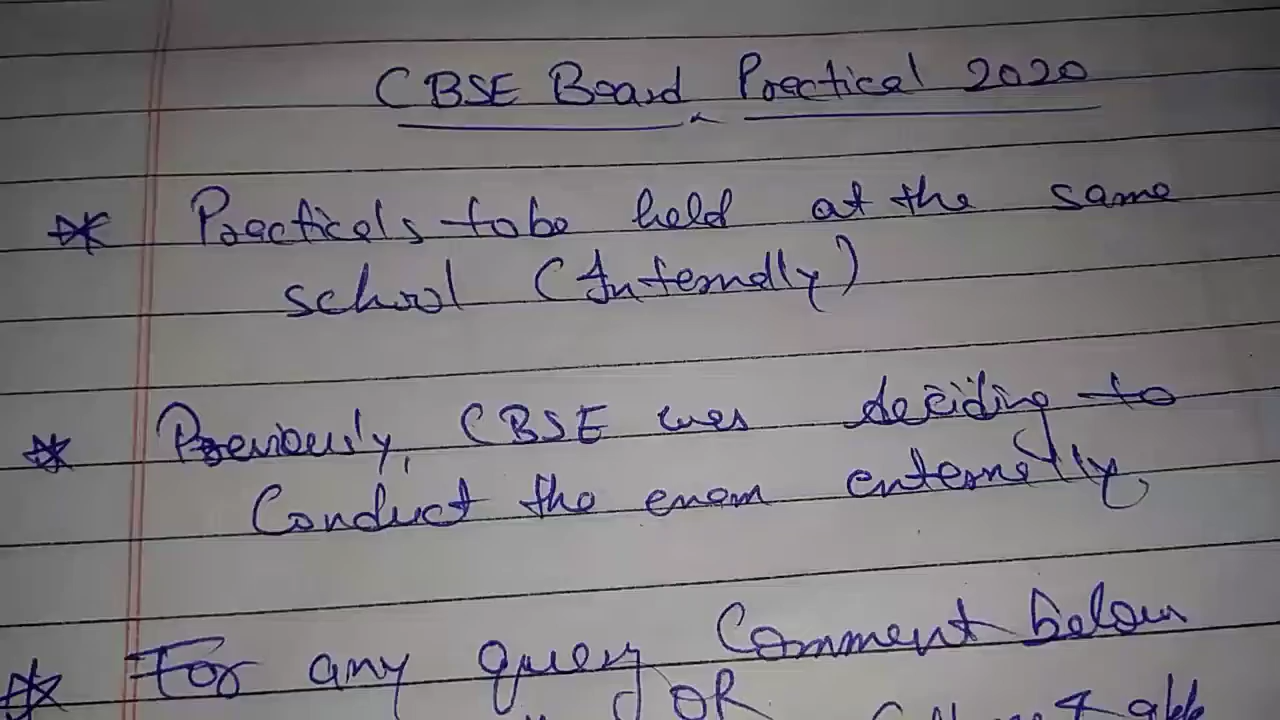 CBSE Board Practical 2020
* Practicals to be held at the same
school (Internally)
* Previously, CBSE was deciding to
Conduct the exam externally
* For any query Comment below
OR